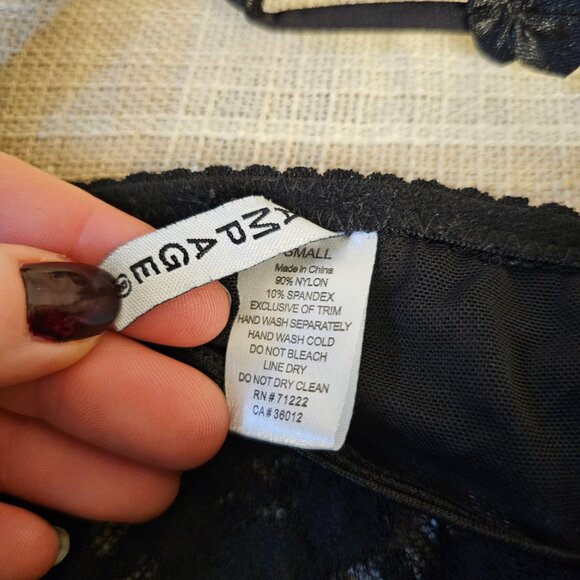 AMPAGE®
SMALL
Made in China
90% NYLON
10% SPANDEX
EXCLUSIVE OF TRIM
HAND WASH SEPARATELY
HAND WASH COLD
DO NOT BLEACH
LINE DRY
DO NOT DRY CLEAN
RN # 71222
CA # 36012